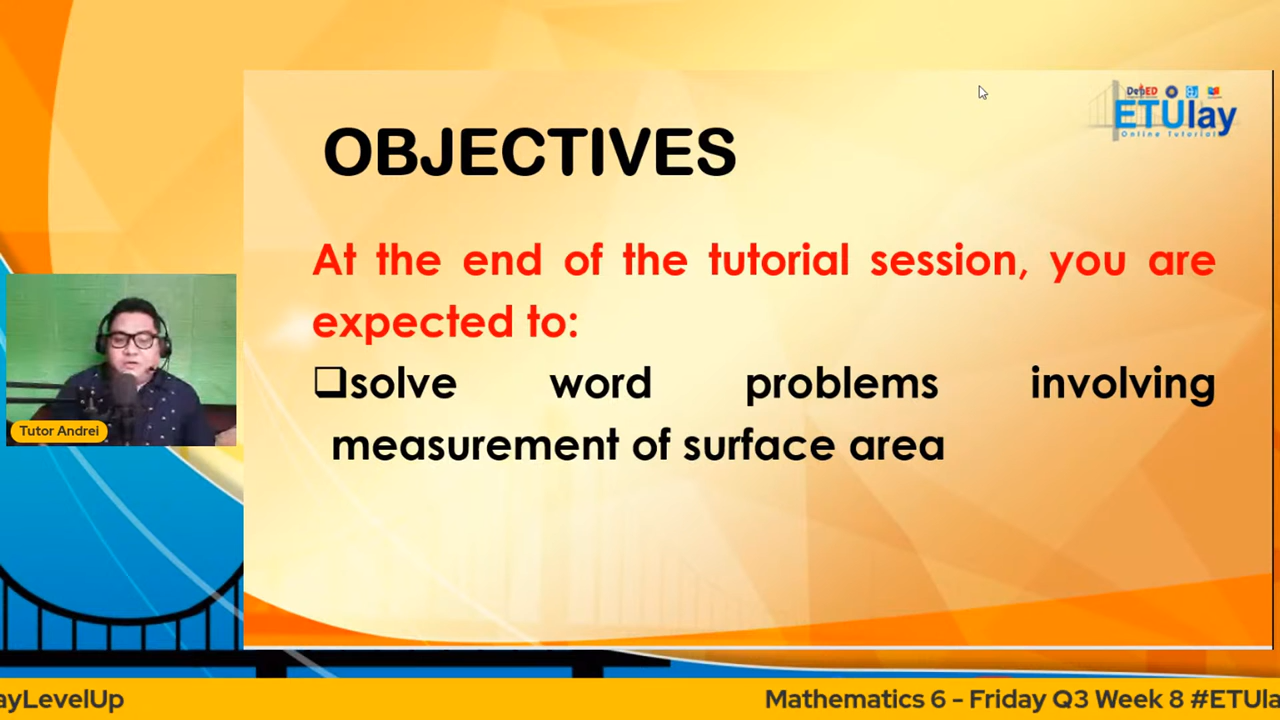 DepED
ETUlay
Online Tutorial
OBJECTIVES
At the end of the tutorial session, you are
expected to:
❑solve word problems involving
measurement of surface area
Tutor Andrei
ayLevelUp
Mathematics 6 - Friday Q3 Week 8 #ETUla